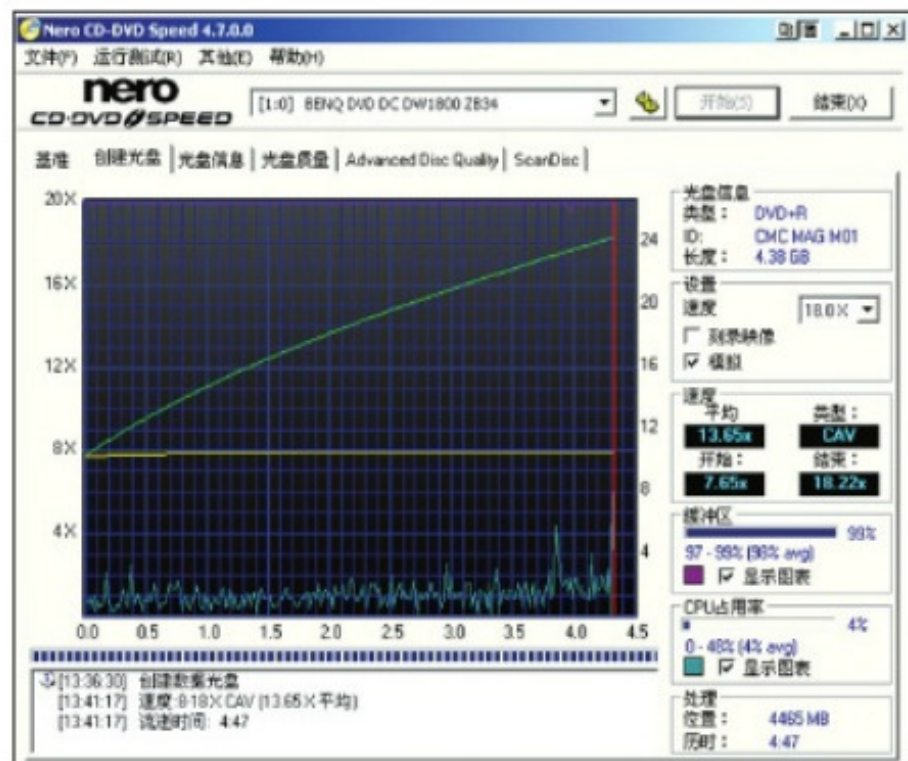 Nero CD-DVD Speed 4.7.0.0
文件(F) 运行测试(R) 其他(E) 帮助(H)
nero
CD·DVD SPEED
[1:0] BENQ DVD DC DW1800 ZB34
开始(S)
结束(X)
基准 创建光盘 光盘信息 光盘质量 Advanced Disc Quality ScanDisc
20X
16X
12X
8X
4X
24
20
16
12
8
4
0.0 0.5 1.0 1.5 2.0 2.5 3.0 3.5 4.0 4.5
光盘信息
类型： DVD+R
ID: CMC MAG M01
长度： 4.38 GB
设置
速度 18.0 X
刻录映像
模拟
速度
平均 类型：
13.65x CAV
开始： 结束：
7.65x 18.22x
缓冲区
99%
97 - 99% (98% avg)
显示图表
CPU占用率
4%
0 - 48% (4% avg)
显示图表
处理
位置： 4465 MB
历时： 4:47
[13:36:30] 创建数据光盘
[13:41:17] 速度:8-18 X CAV (13.65 X 平均)
[13:41:17] 流逝时间: 4:47